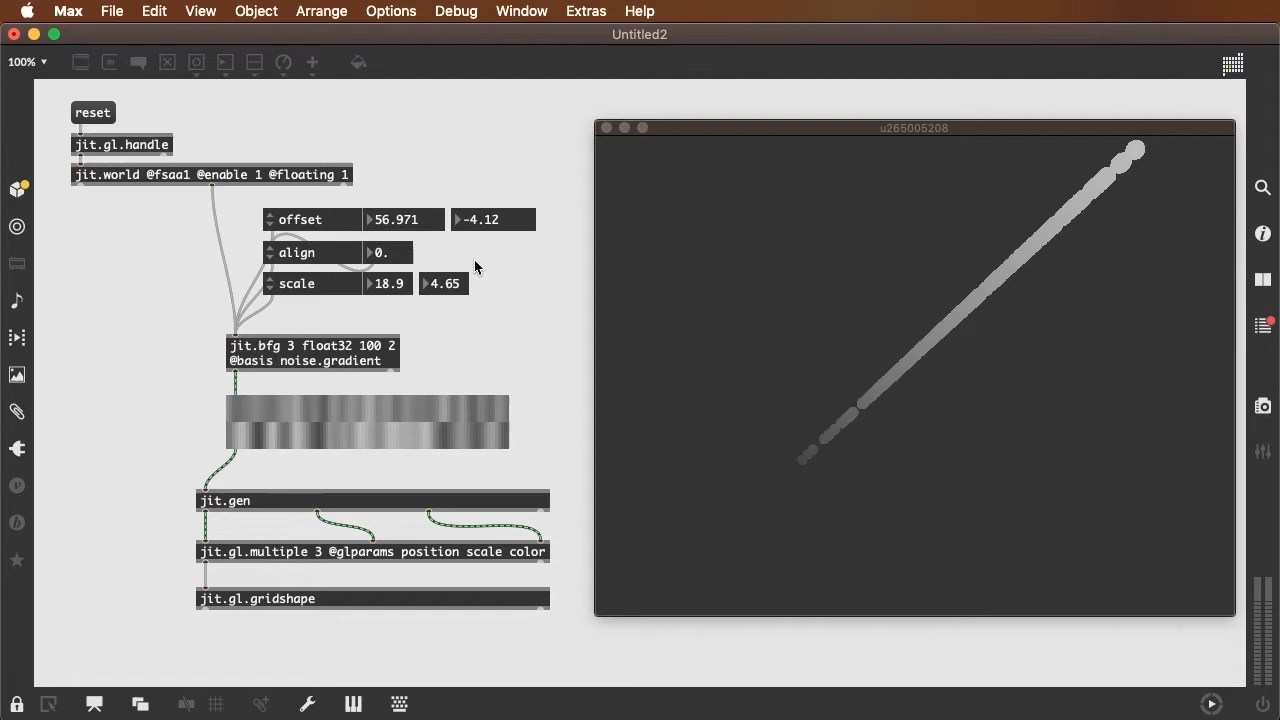 Max File Edit View Object Arrange Options Debug Window Extras Help
Untitled2
100%
reset
jit.gl.handle
jit.world @fsaa1 @enable 1 @floating 1
offset 56.971 -4.12
align 0.
scale 18.9 4.65
jit.bfg 3 float32 100 2
@basis noise.gradient
jit.gen
jit.gl.multiple 3 @glparams position scale color
jit.gl.gridshape
u265005208